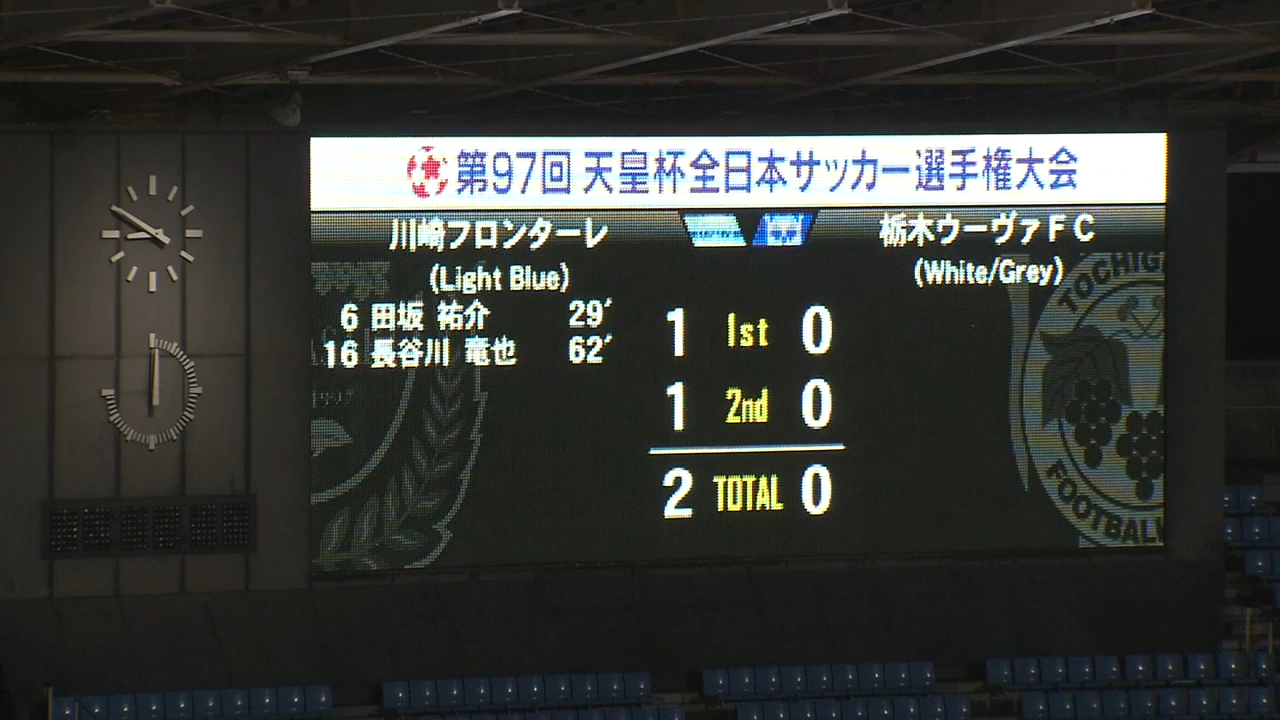 第97回 天皇杯全日本サッカー選手権大会
川崎フロンターレ
栃木ウーヴァFC
(Light Blue)
(White/Grey)
6 田坂 祐介 29'
16 長谷川 竜也 62'
1 1st 0
1 2nd 0
2 TOTAL 0
TOCHIG
FOOTBALL